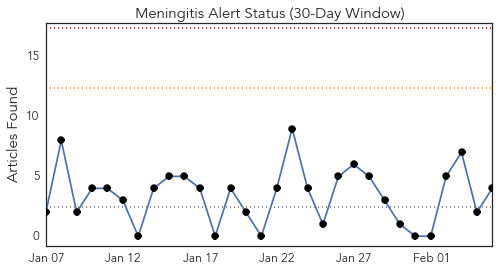 Meningitis Alert Status (30-Day Window)
Articles Found
15
10
5
0
Jan 07 Jan 12 Jan 17 Jan 22 Jan 27 Feb 01